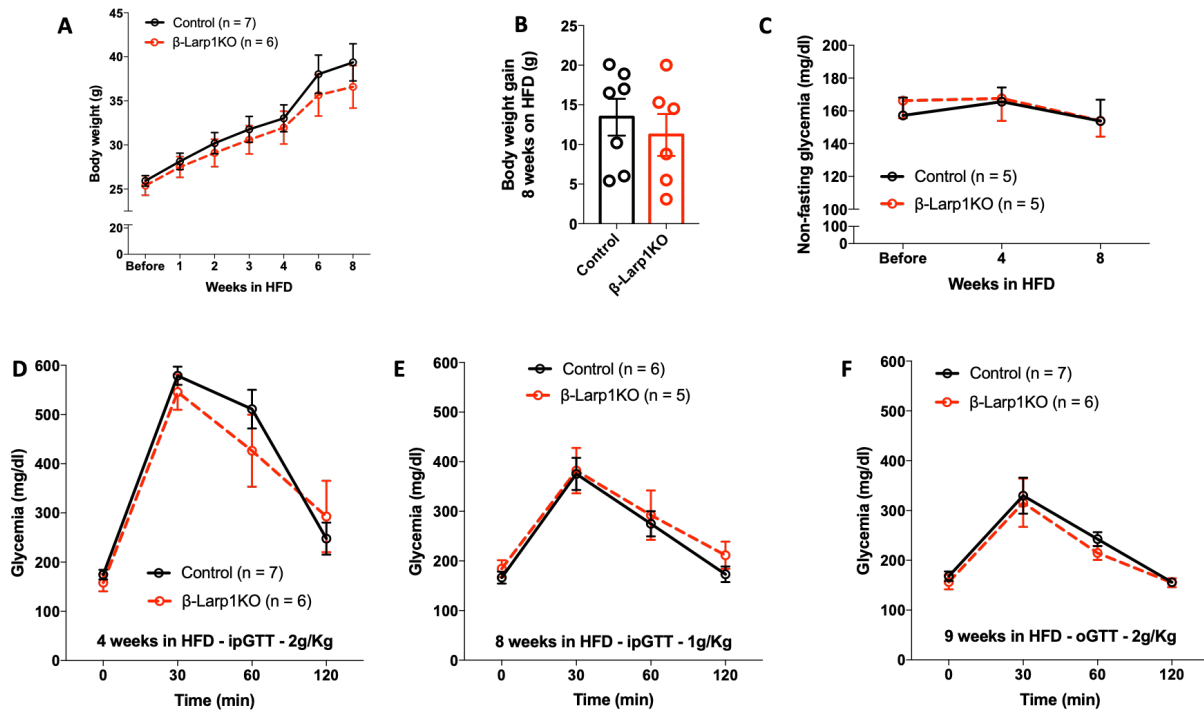 A
Control (n = 7)
β-Larp1KO (n = 6)
Body weight (g)
45
40
35
30
25
20
0
Before 1 2 3 4 6 8
Weeks in HFD
B
Body weight gain
8 weeks on HFD (g)
25
20
15
10
5
0
Control
β-Larp1KO
C
Non-fasting glycemia (mg/dl)
200
180
160
140
120
100
100
0
Control (n = 5)
β-Larp1KO (n = 5)
Before 4 8
Weeks in HFD
D
Glycemia (mg/dl)
600
500
400
300
200
100
0
Control (n = 7)
β-Larp1KO (n = 6)
4 weeks in HFD - ipGTT - 2g/Kg
0 30 60 120
Time (min)
E
Glycemia (mg/dl)
600
500
400
300
200
100
0
Control (n = 6)
β-Larp1KO (n = 5)
8 weeks in HFD - ipGTT - 1g/Kg
0 30 60 120
Time (min)
F
Glycemia (mg/dl)
600
500
400
300
200
100
0
Control (n = 7)
β-Larp1KO (n = 6)
9 weeks in HFD - oGTT - 2g/Kg
0 30 60 120
Time (min)